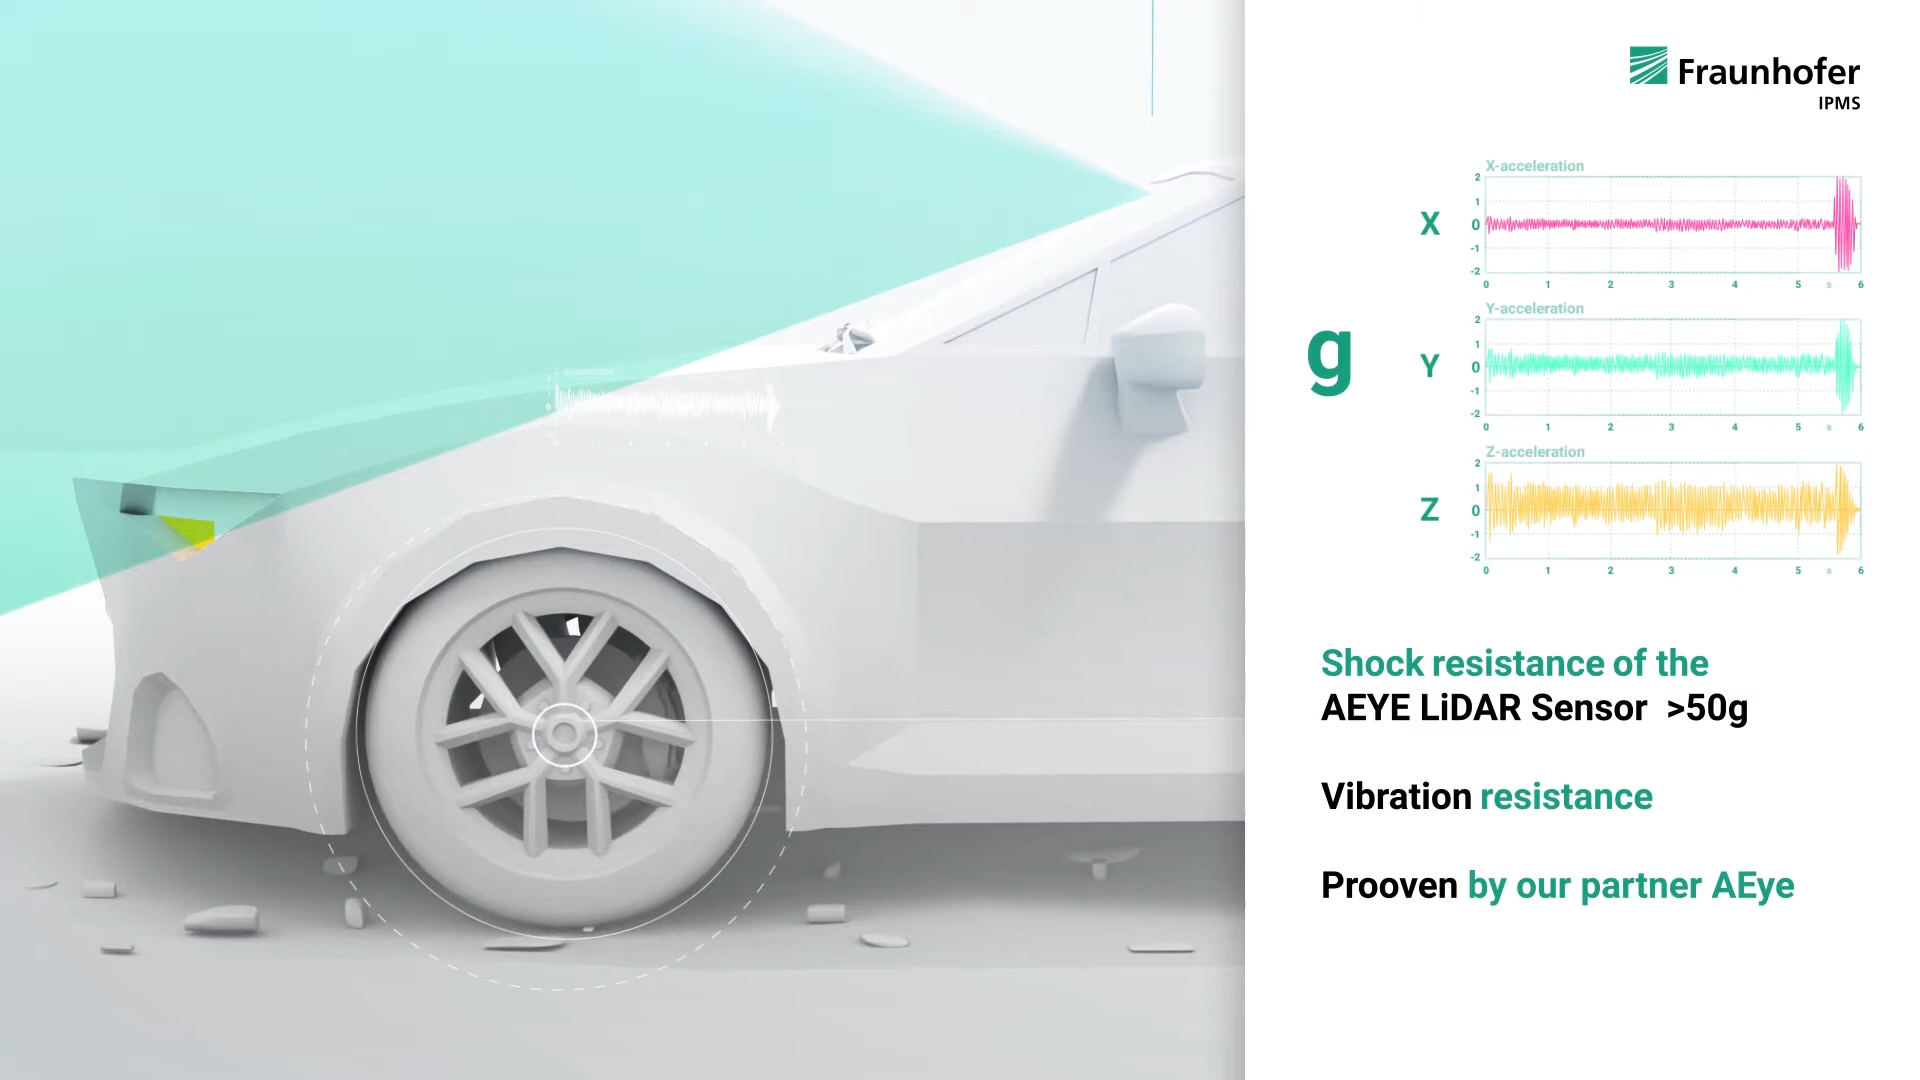 Fraunhofer
IPMS
g
X
X-acceleration
2
1
0
-1
-2
0 1 2 3 4 5 s 6
Y
Y-acceleration
2
1
0
-1
-2
0 1 2 3 4 5 s 6
Z
Z-acceleration
2
1
0
-1
-2
0 1 2 3 4 5 s 6
Shock resistance of the
AEYE LiDAR Sensor >50g
Vibration resistance
Prooven by our partner AEye